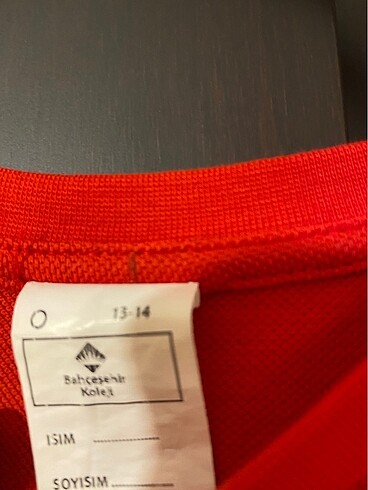 O 13-14
Bahçeşehir
Koleji
ISIM ....................
SOYISIM ....................